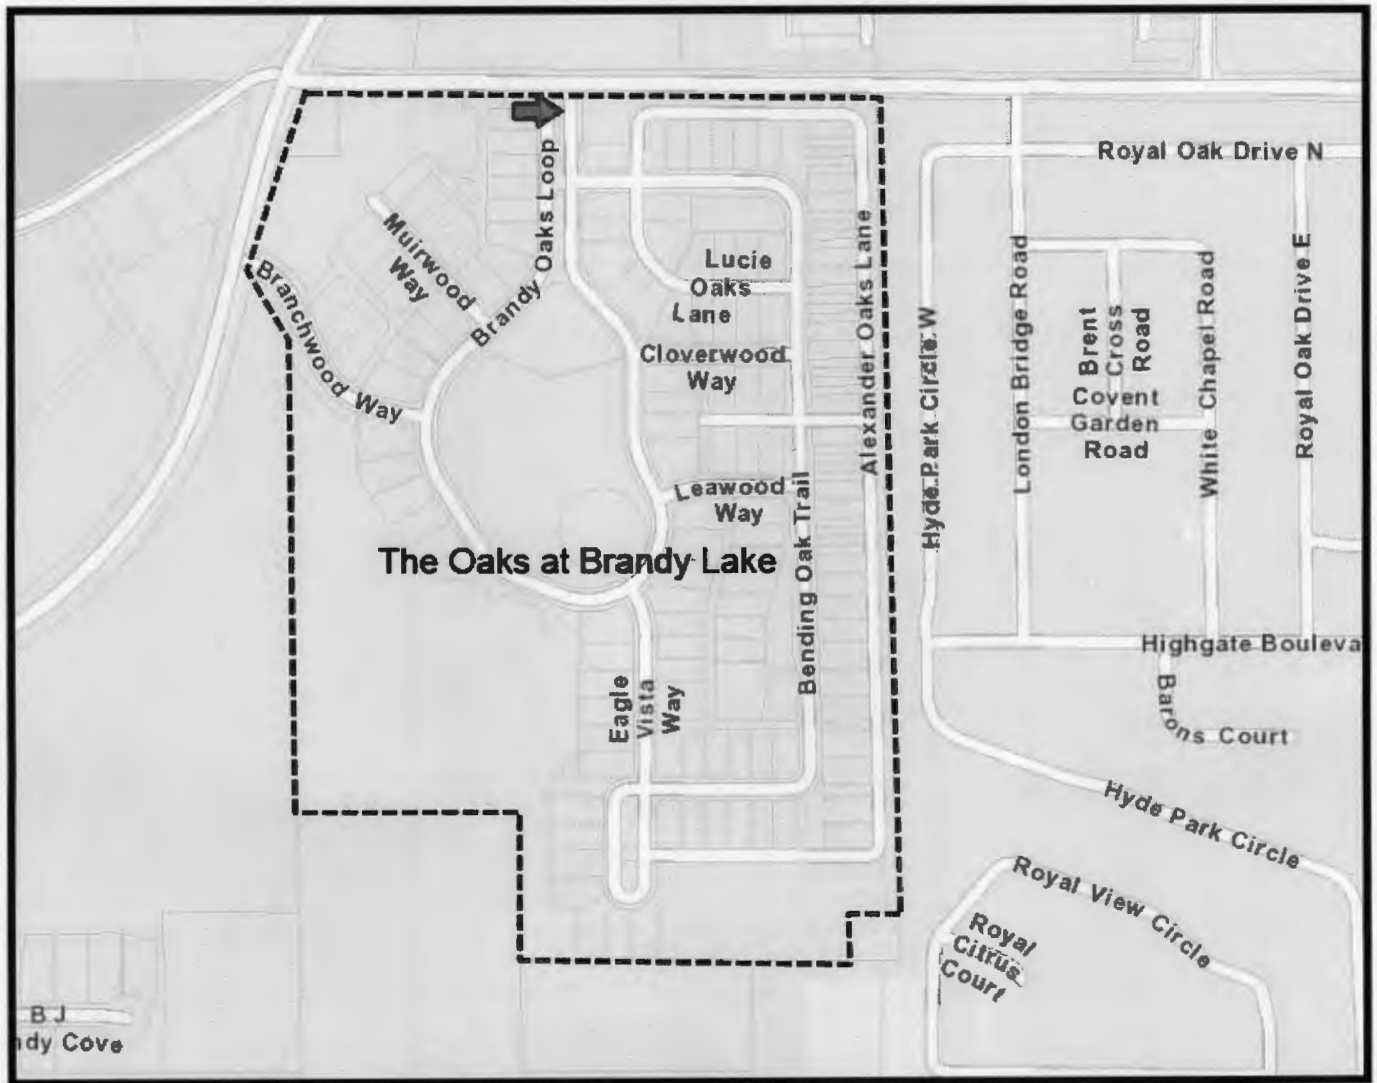 Royal Oak Drive N
Brandy Oaks Loop
Muirwood
Way
Branchwood Way
Lucie
Oaks
Lane
Cloverwood
Way
Leawood
Way
Alexander Oaks Lane
Bending Oak Trail
Eagle
Vista
Way
The Oaks at Brandy Lake
Hyde Park Circle W
London Bridge Road
Brent
Cross
Road
Covent
Garden
Road
White Chapel Road
Royal Oak Drive E
Highgate Bouleva
Barons Court
Hyde Park Circle
Royal View Circle
Royal
Citrus
Court
B J
ndy Cove